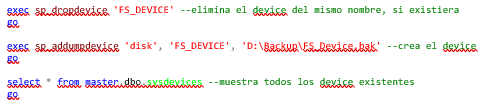 exec sp_dropdevice 'FS_DEVICE' --elimina el device del mismo nombre, si existiera
go
exec sp_addumpdevice 'disk', 'FS_DEVICE', 'D:\Backup\FS_Device.bak' --crea el device
go
select * from master.dbo.sysdevices --muestra todos los device existentes
go